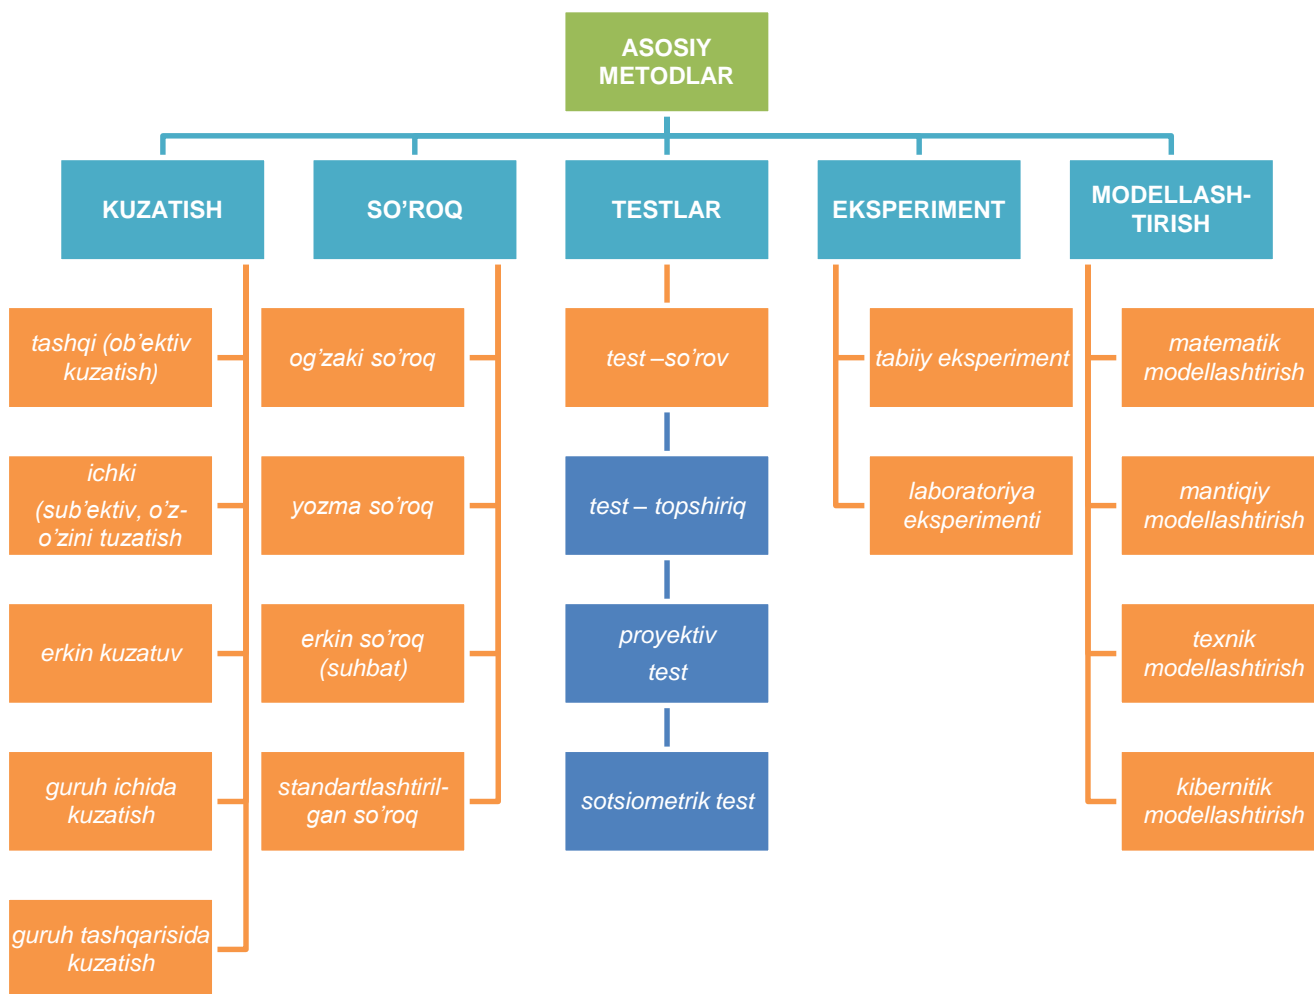 ASOSIY
METODLAR
KUZATISH
SO’ROQ
TESTLAR
EKSPERIMENT
MODELLASH-
TIRISH
tashqi (ob’ektiv
kuzatish)
ichki
(sub’ektiv, o’z-
o’zini tuzatish
erkin kuzatuv
guruh ichida
kuzatish
guruh tashqarisida
kuzatish
og’zaki so’roq
yozma so’roq
erkin so’roq
(suhbat)
standartlashtiril-
gan so’roq
test –so’rov
test – topshiriq
proyektiv
test
sotsiometrik test
tabiiy eksperiment
laboratoriya
eksperimenti
matematik
modellashtirish
mantiqiy
modellashtirish
texnik
modellashtirish
kibernitik
modellashtirish